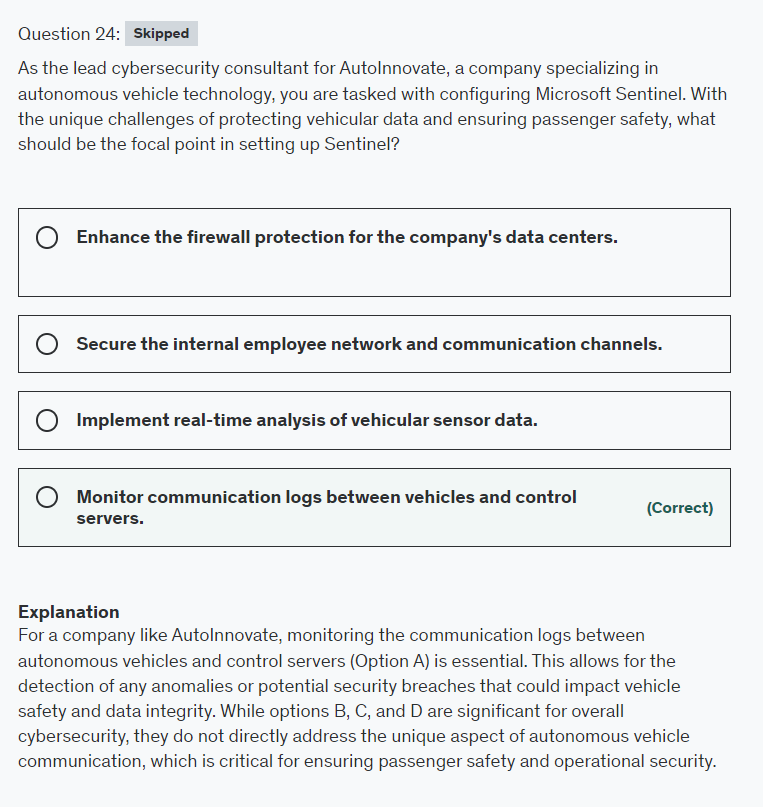 Question 24: Skipped
As the lead cybersecurity consultant for AutoInnovate, a company specializing in
autonomous vehicle technology, you are tasked with configuring Microsoft Sentinel. With
the unique challenges of protecting vehicular data and ensuring passenger safety, what
should be the focal point in setting up Sentinel?
Enhance the firewall protection for the company's data centers.
Secure the internal employee network and communication channels.
Implement real-time analysis of vehicular sensor data.
Monitor communication logs between vehicles and control
servers.
(Correct)
Explanation
For a company like AutoInnovate, monitoring the communication logs between
autonomous vehicles and control servers (Option A) is essential. This allows for the
detection of any anomalies or potential security breaches that could impact vehicle
safety and data integrity. While options B, C, and D are significant for overall
cybersecurity, they do not directly address the unique aspect of autonomous vehicle
communication, which is critical for ensuring passenger safety and operational security.